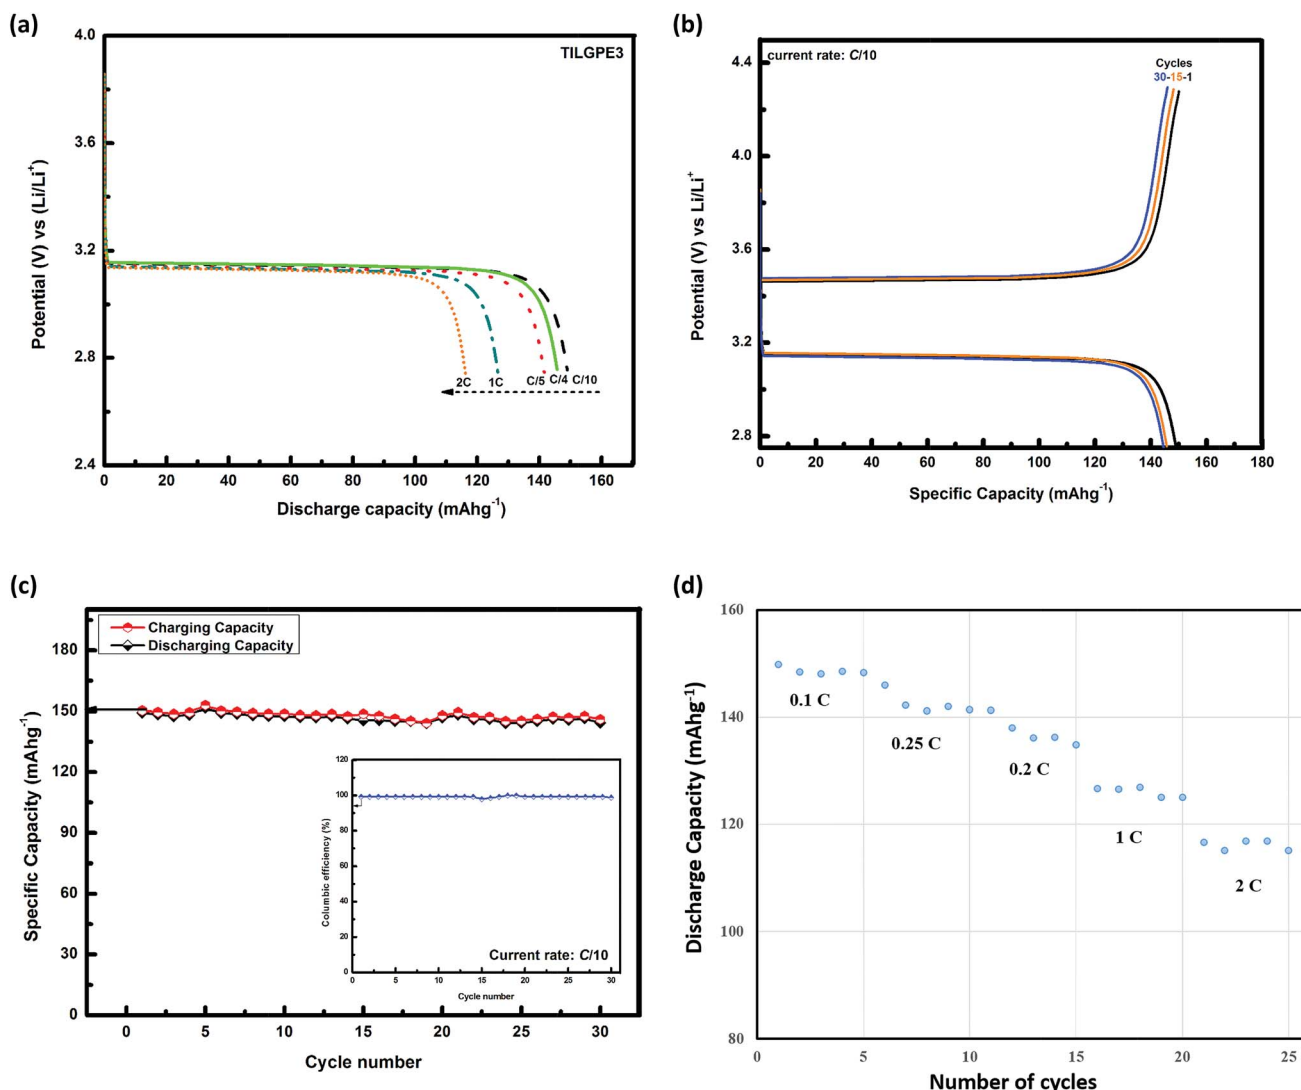 (a)
TILGPE3
4.0
3.6
3.2
2.8
2.4
Potential (V) vs (Li/Li⁺)
2C 1C C/5 C/4 C/10
0 20 40 60 80 100 120 140 160
Discharge capacity (mAhg⁻¹)
(b)
current rate: C/10
Cycles
30-15-1
4.4
4.0
3.6
3.2
2.8
Potential (V) vs Li/Li⁺
0 20 40 60 80 100 120 140 160 180
Specific Capacity (mAhg⁻¹)
(c)
Charging Capacity
Discharging Capacity
180
150
120
90
60
30
0
Specific Capacity (mAhg⁻¹)
120
100
80
60
40
20
0
Columbic efficiency (%)
Current rate: C/10
0 5 10 15 20 25 30
Cycle number
0 5 10 15 20 25 30
Cycle number
(d)
160
140
120
100
80
Discharge Capacity (mAhg⁻¹)
0.1 C
0.25 C
0.2 C
1 C
2 C
0 5 10 15 20 25
Number of cycles